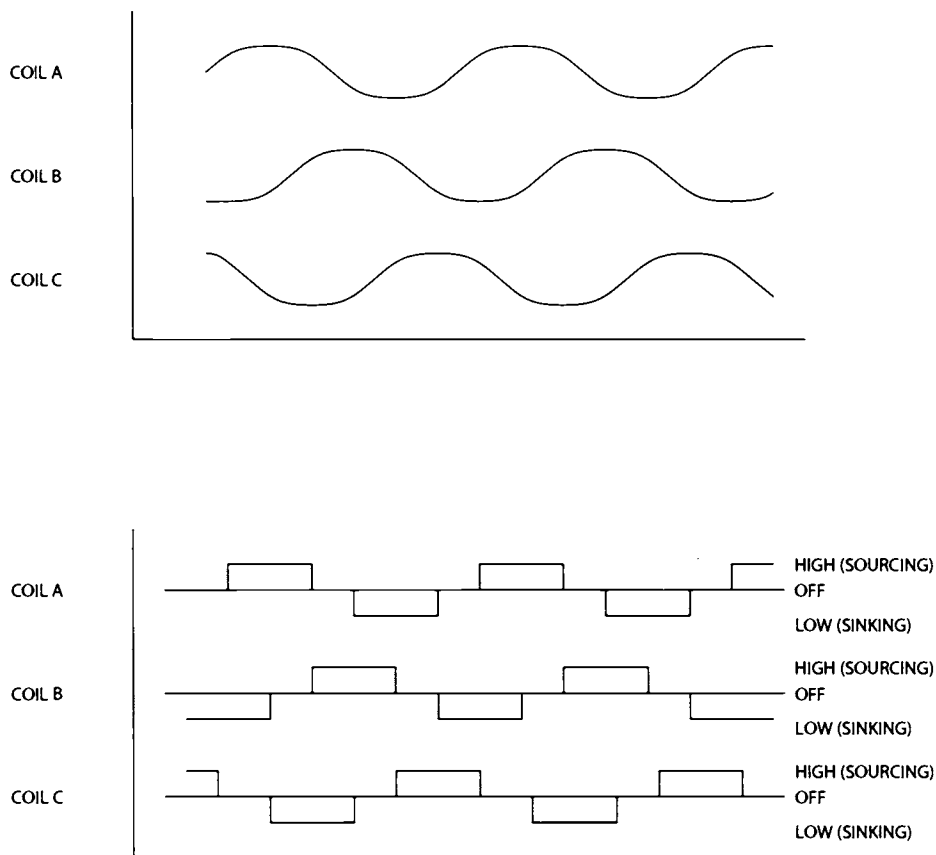 COIL A
COIL B
COIL C
COIL A
HIGH (SOURCING)
OFF
LOW (SINKING)
COIL B
HIGH (SOURCING)
OFF
LOW (SINKING)
COIL C
HIGH (SOURCING)
OFF
LOW (SINKING)